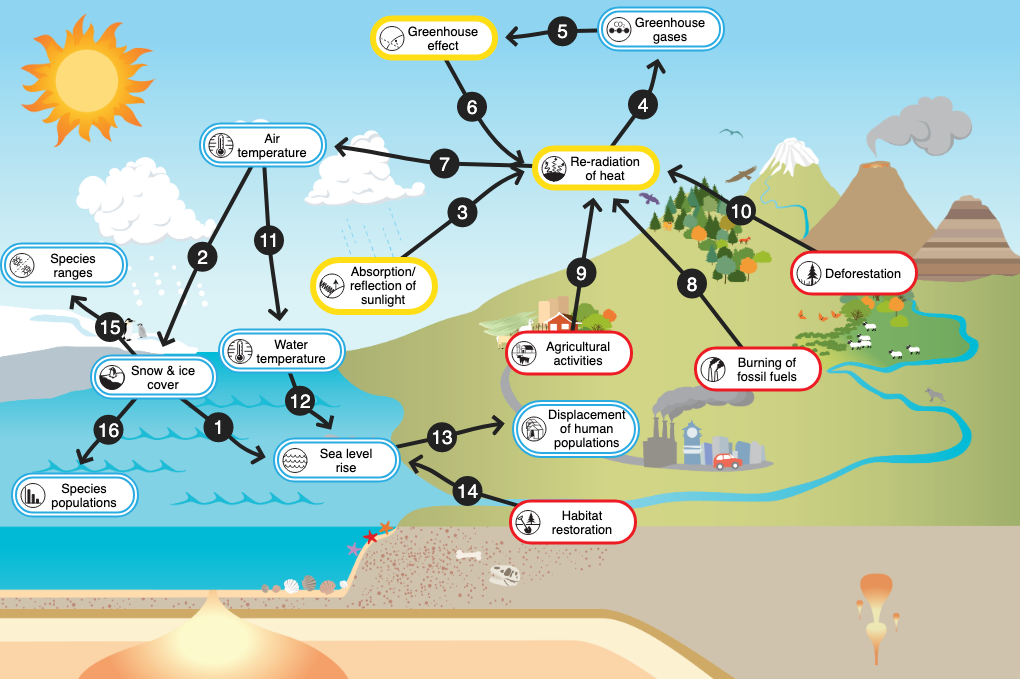 Greenhouse
effect
5
CO₂
Greenhouse
gases
6
4
Air
temperature
7
Re-radiation
of heat
3
10
2
11
Species
ranges
Absorption/
reflection of
sunlight
9
8
Deforestation
15
Water
temperature
Agricultural
activities
Burning of
fossil fuels
Snow & ice
cover
12
16
1
13
Displacement
of human
populations
Sea level
rise
14
Species
populations
Habitat
restoration